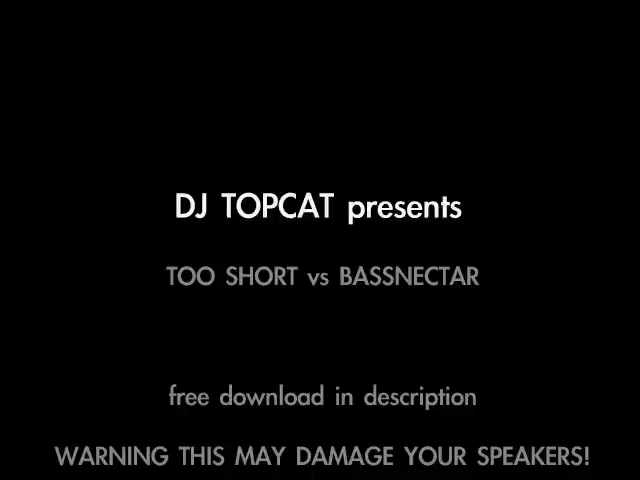 DJ TOPCAT presents
TOO SHORT vs BASSNECTAR
free download in description
WARNING THIS MAY DAMAGE YOUR SPEAKERS!